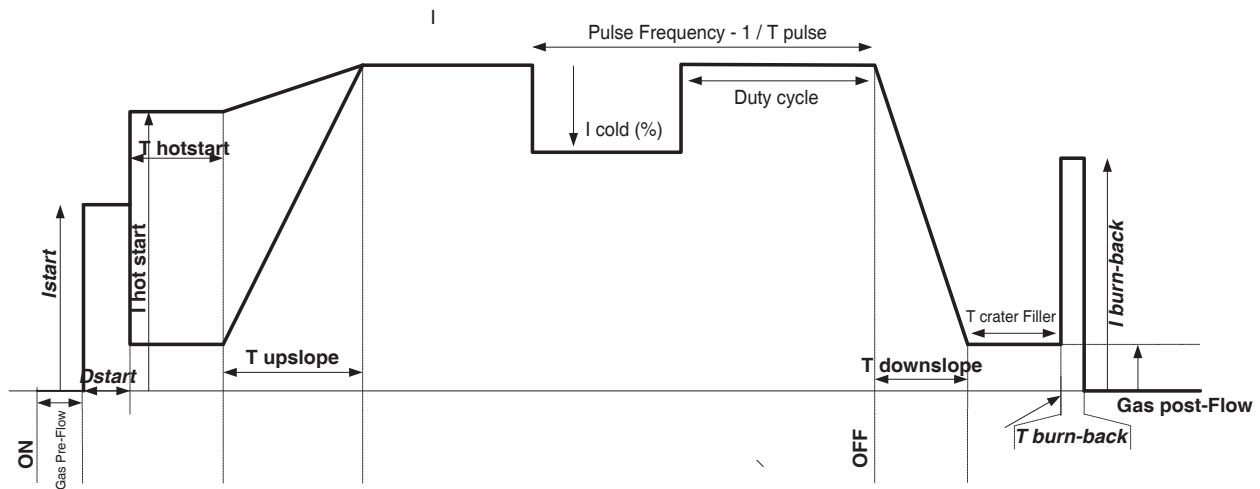 I
Pulse Frequency - 1 / T pulse
Duty cycle
I cold (%)
T hotstart
Istart
I hot start
T upslope
Dstart
ON
Gas Pre-Flow
T crater Filler
I burn-back
T downslope
Gas post-Flow
OFF
T burn-back